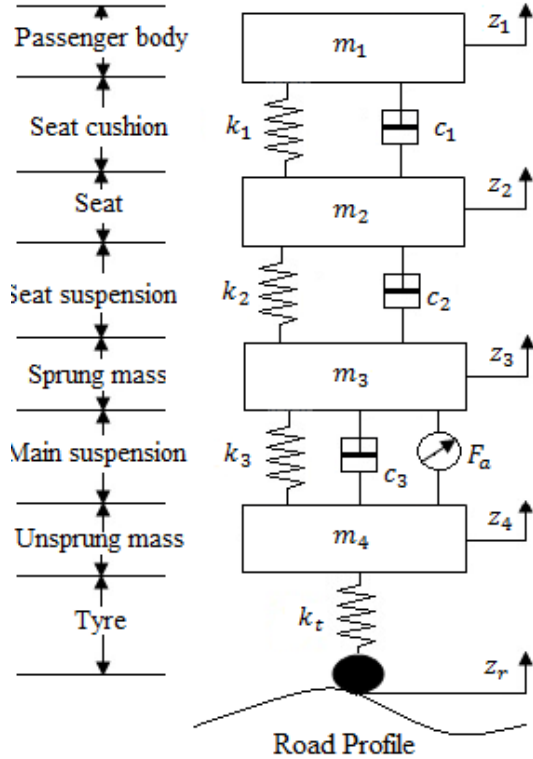 Passenger body
Seat cushion
Seat
Seat suspension
Sprung mass
Main suspension
Unsprung mass
Tyre
m₁
z₁
k₁
c₁
m₂
z₂
k₂
c₂
m₃
z₃
k₃
c₃
Fₐ
m₄
z₄
kₜ
zᵣ
Road Profile